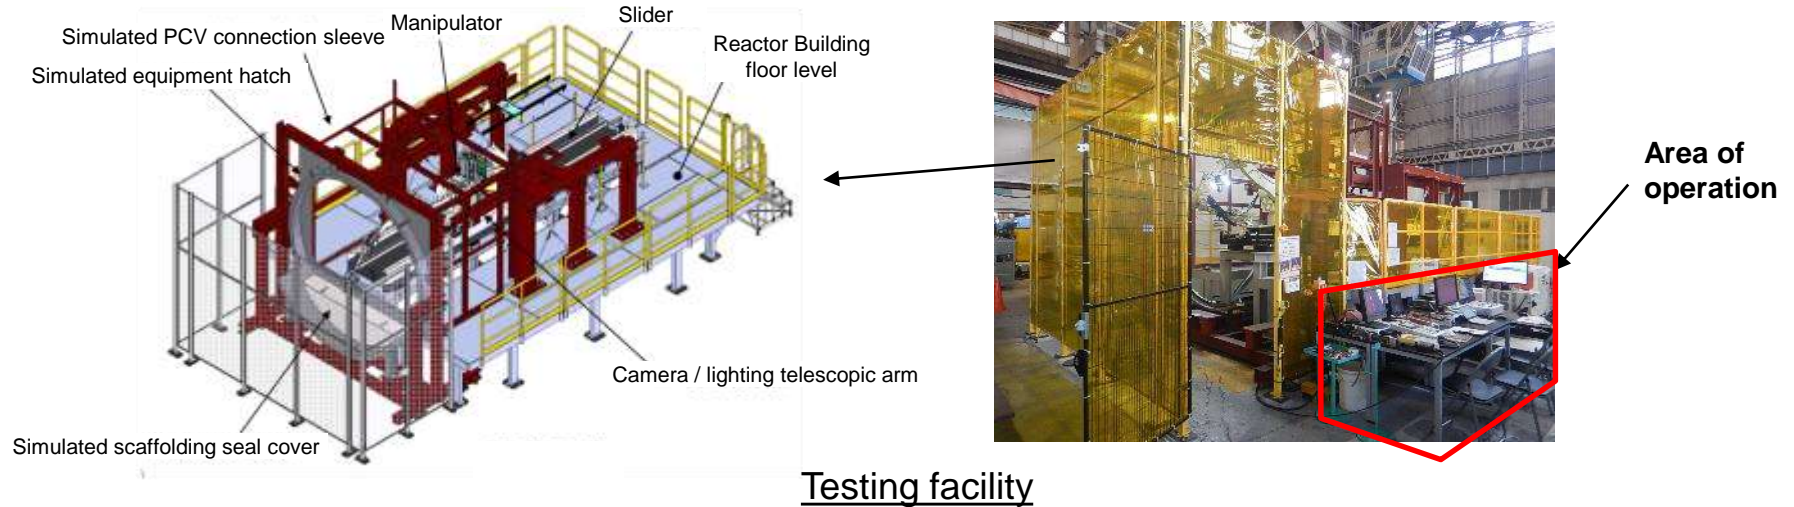 Simulated PCV connection sleeve
Manipulator
Slider
Simulated equipment hatch
Reactor Building
floor level
Area of
operation
Camera / lighting telescopic arm
Simulated scaffolding seal cover
Testing facility